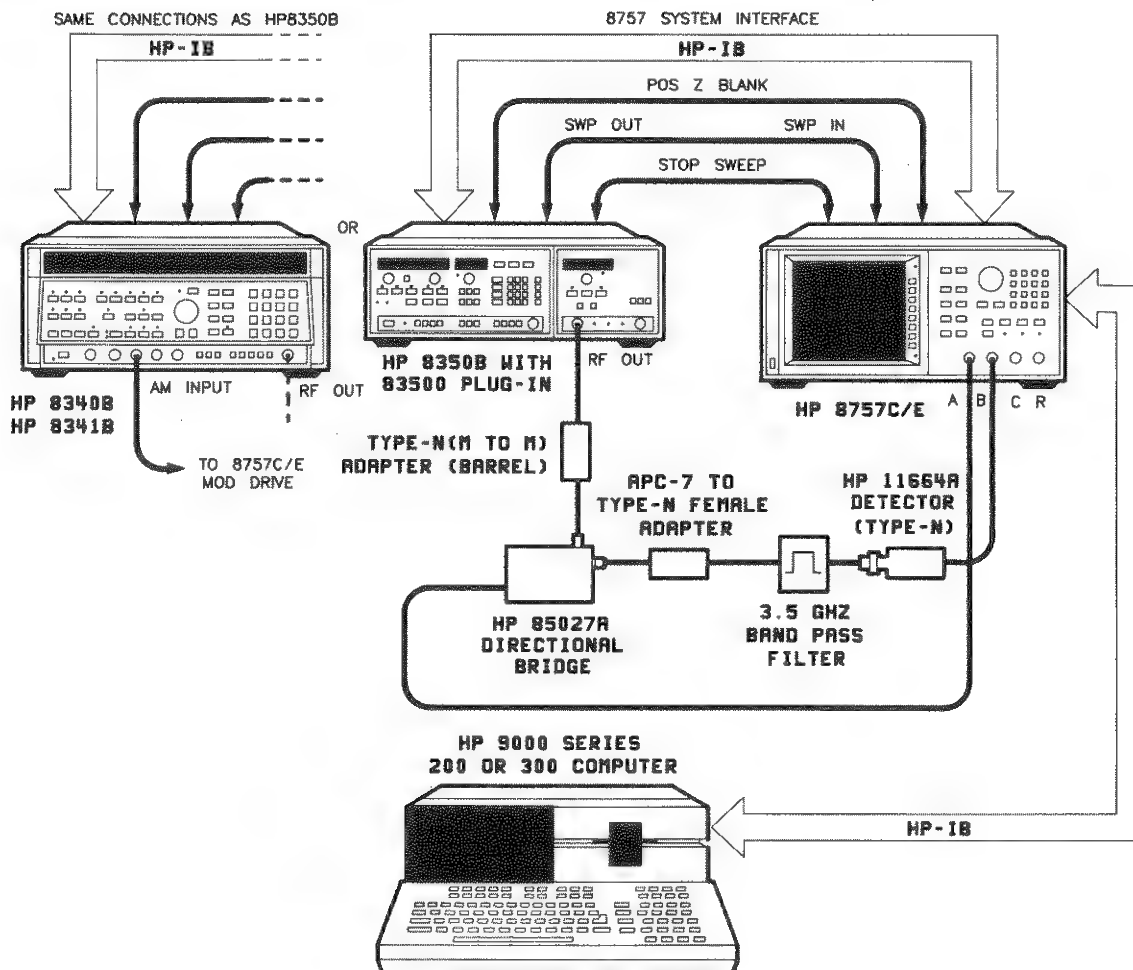 SAME CONNECTIONS AS HP8350B
HP-IB
8757 SYSTEM INTERFACE
HP-IB
POS Z BLANK
SWP OUT
SWP IN
STOP SWEEP
OR
AM INPUT
RF OUT
HP 8340B
HP 8341B
TO 8757C/E
MOD DRIVE
RF OUT
HP 8350B WITH
83500 PLUG-IN
HP 8757C/E
A
B
C
R
TYPE-N(M TO M)
ADAPTER (BARREL)
APC-7 TO
TYPE-N FEMALE
ADAPTER
HP 11664A
DETECTOR
(TYPE-N)
HP 85027A
DIRECTIONAL
BRIDGE
3.5 GHZ
BAND PASS
FILTER
HP 9000 SERIES
200 OR 300 COMPUTER
HP-IB